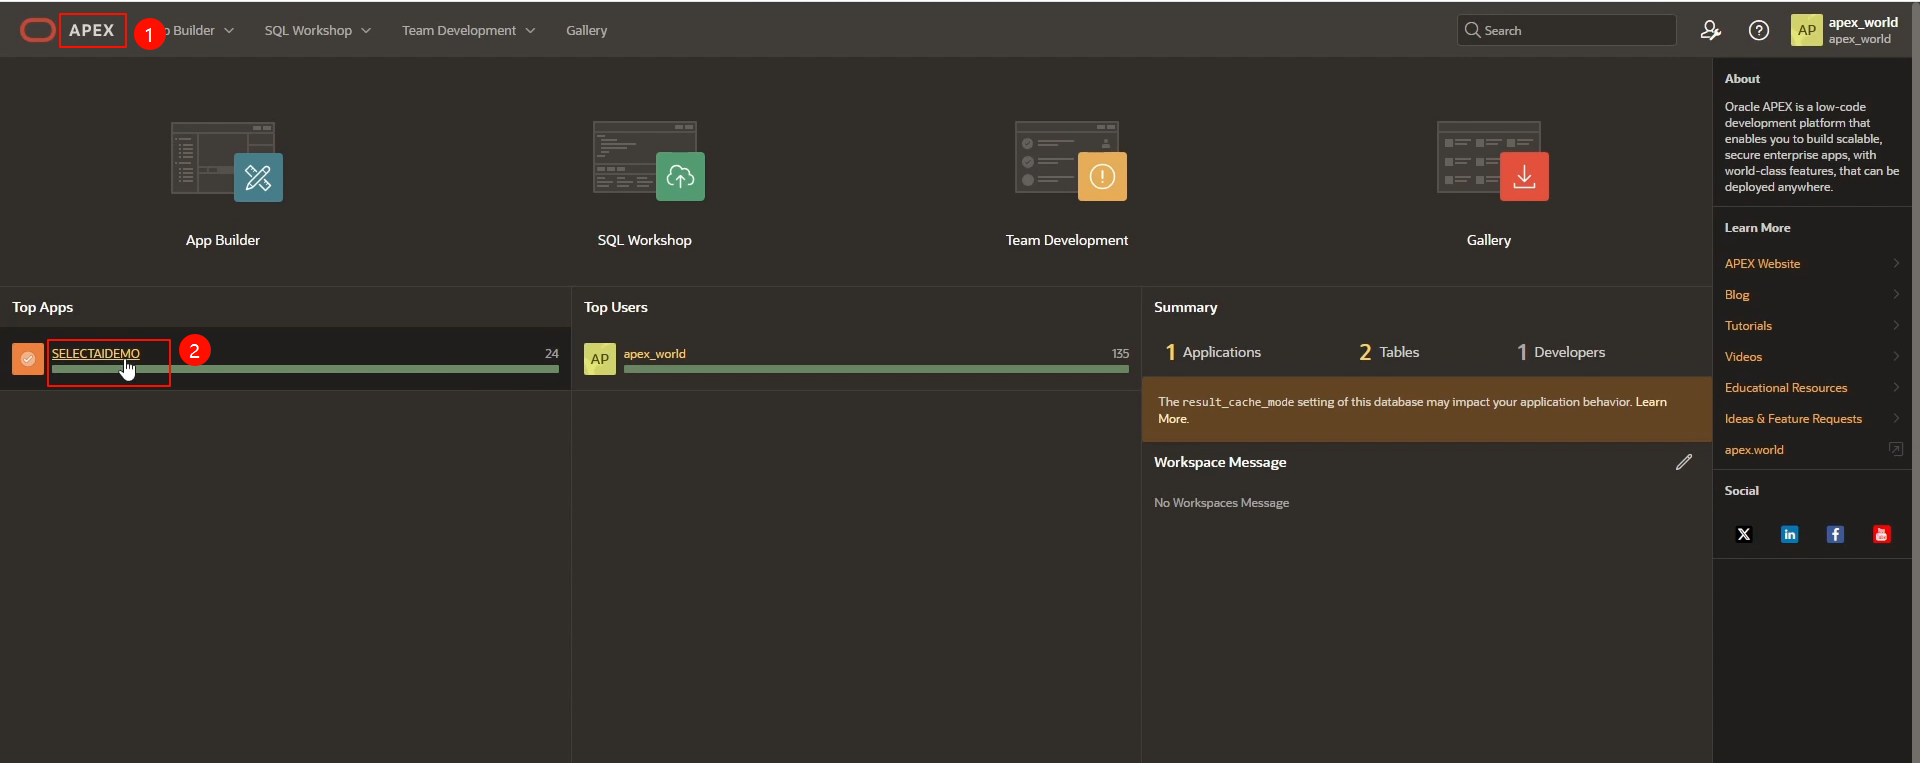 APEX
1
Builder
SQL Workshop
Team Development
Gallery
Search
AP
apex_world
apex_world
App Builder
SQL Workshop
Team Development
Gallery
Top Apps
SELECTAIDEMO
24
2
Top Users
AP
apex_world
135
Summary
1 Applications
2 Tables
1 Developers
The result_cache_mode setting of this database may impact your application behavior. Learn
More.
Workspace Message
No Workspaces Message
About
Oracle APEX is a low-code
development platform that
enables you to build scalable,
secure enterprise apps, with
world-class features, that can be
deployed anywhere.
Learn More
APEX Website
Blog
Tutorials
Videos
Educational Resources
Ideas & Feature Requests
apex.world
Social